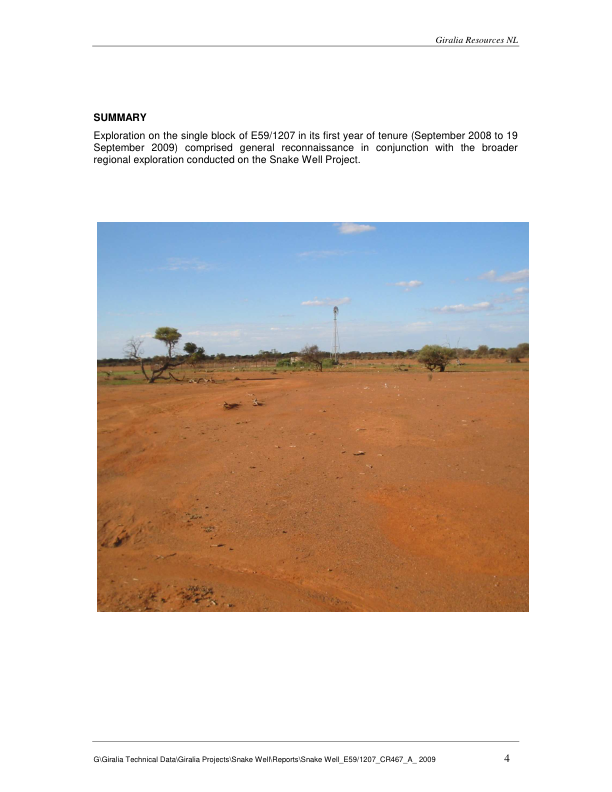 Giralia Resources NL
SUMMARY
Exploration on the single block of E59/1207 in its first year of tenure (September 2008 to 19
September 2009) comprised general reconnaissance in conjunction with the broader
regional exploration conducted on the Snake Well Project.
G\Giralia Technical Data\Giralia Projects\Snake Well\Reports\Snake Well_E59/1207_CR467_A_ 2009 4